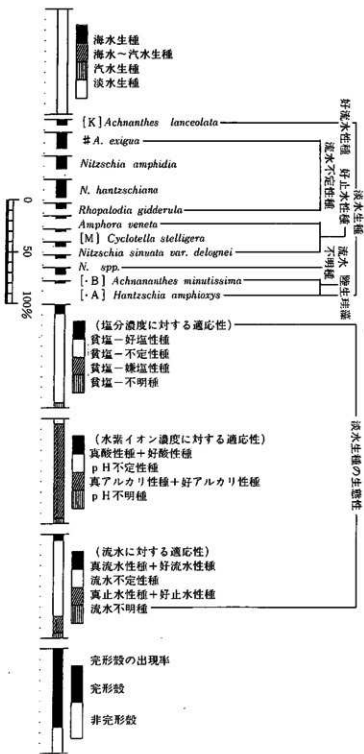 海水生種
海水～汽水生種
汽水生種
淡水生種
[K] Achnanthes lanceolata
# A. exigua
Nitzschia amphidia
N. hantzschiana
Rhopalodia gidderula
Amphora veneta
[M] Cyclotella stelligera
Nitzschia sinuata var. delognei
N. spp.
[・B] Achnananthes minutissima
[・A] Hantzschia amphioxys
好流水性種
流水不定性種
好止水性種
流水不明種
陸生珪藻
淡水生種
0
50
100%
(塩分濃度に対する適応性)
貧塩－好塩性種
貧塩－不定性種
貧塩－嫌塩性種
貧塩－不明種
(水素イオン濃度に対する適応性)
真酸性種＋好酸性種
pH不定性種
真アルカリ性種＋好アルカリ性種
pH不明種
(流水に対する適応性)
真流水性種＋好流水性種
流水不定性種
真止水性種＋好止水性種
流水不明種
淡水生種の生態性
完形殻の出現率
完形殻
非完形殻